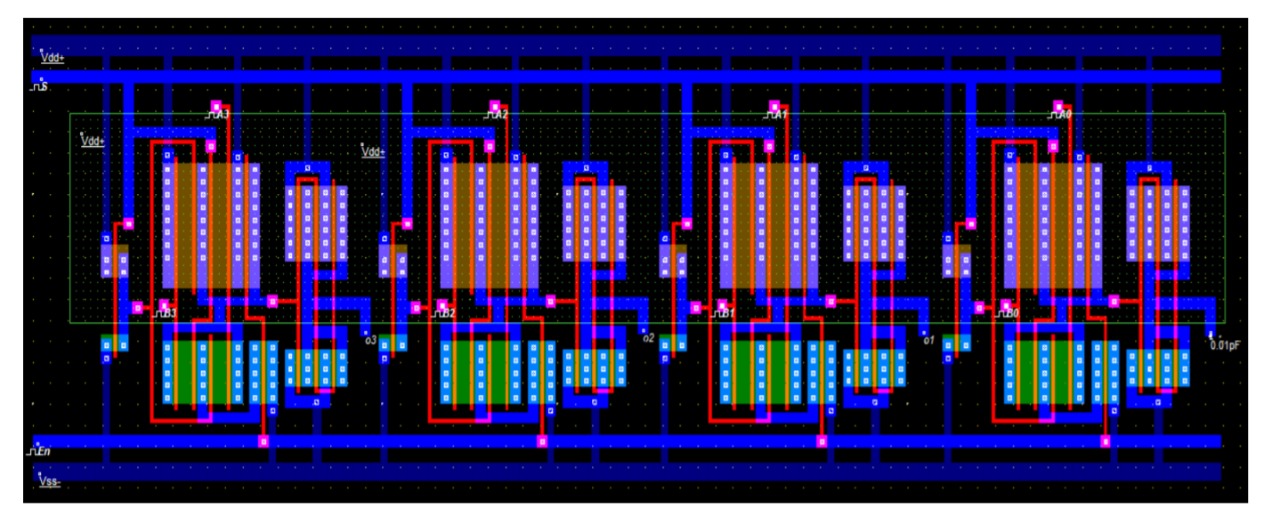 Vdd+
S
A3 A2 A1 A0
Vdd+ Vdd+
B3 B2 B1 B0
o3 o2 o1 0.01pF
En
Vss-